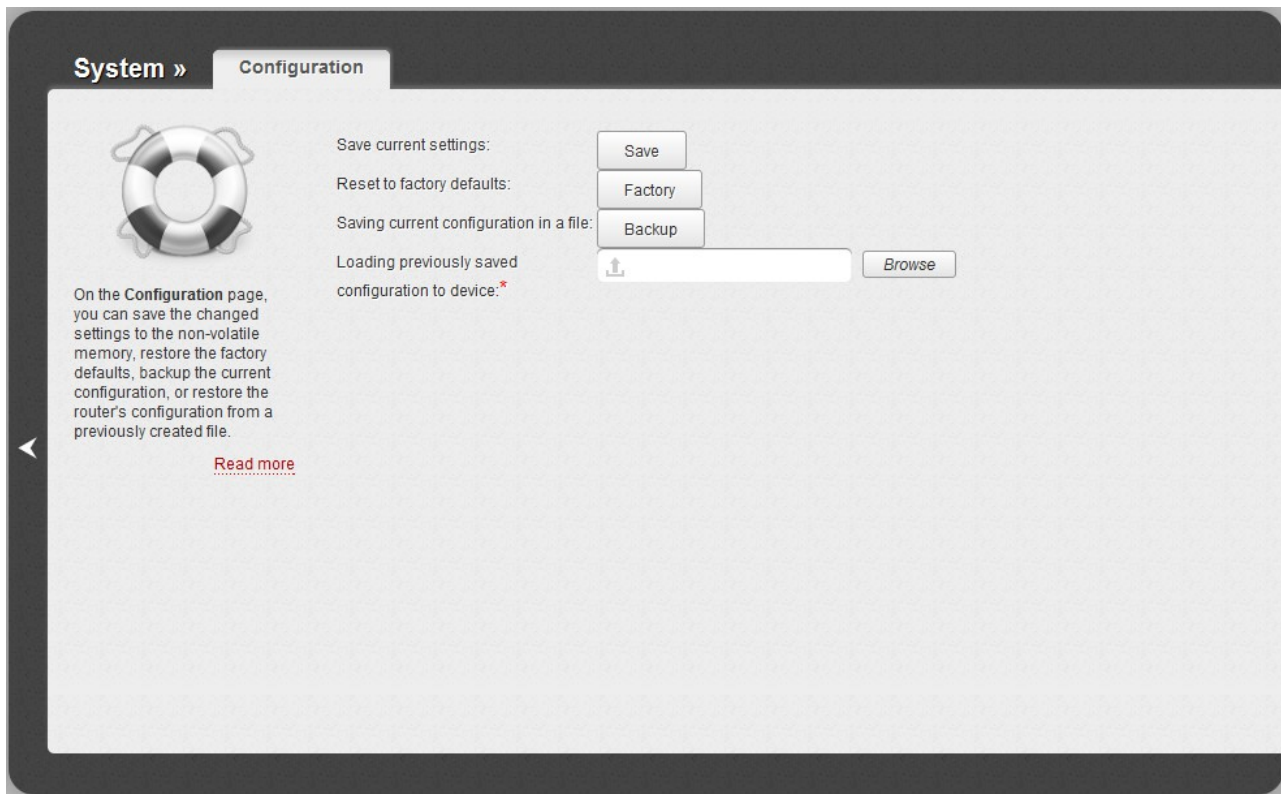 System »
Configuration
On the Configuration page,
you can save the changed
settings to the non-volatile
memory, restore the factory
defaults, backup the current
configuration, or restore the
router's configuration from a
previously created file.
Read more
Save current settings:
Save
Reset to factory defaults:
Factory
Saving current configuration in a file:
Backup
Loading previously saved
configuration to device:*
Browse